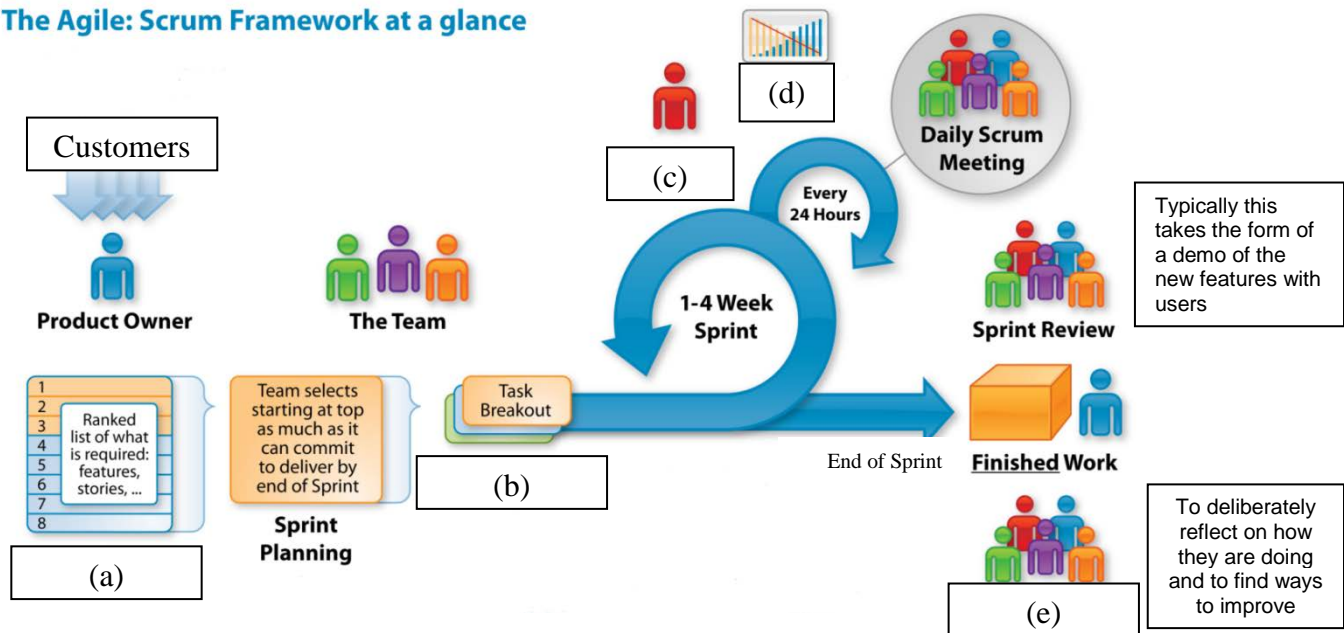 The Agile: Scrum Framework at a glance
Customers
Product Owner
The Team
(c)
(d)
Daily Scrum
Meeting
Every
24 Hours
1-4 Week
Sprint
Sprint Review
Typically this
takes the form of
a demo of the
new features with
users
1
2
3
4
5
6
7
8
Ranked
list of what
is required:
features,
stories, ...
(a)
Team selects
starting at top
as much as it
can commit
to deliver by
end of Sprint
Sprint
Planning
Task
Breakout
(b)
End of Sprint
Finished Work
(e)
To deliberately
reflect on how
they are doing
and to find ways
to improve